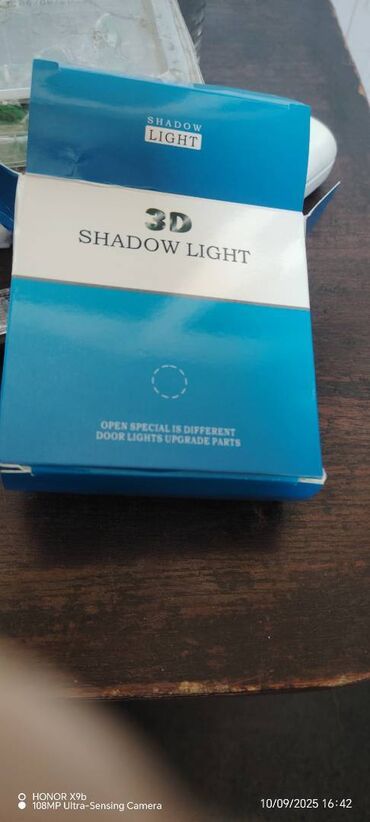 SHADOW
LIGHT
3D
SHADOW LIGHT
OPEN SPECIAL IS DIFFERENT
DOOR LIGHTS UPGRADE PARTS
HONOR X9b
108MP Ultra-Sensing Camera
10/09/2025 16:42